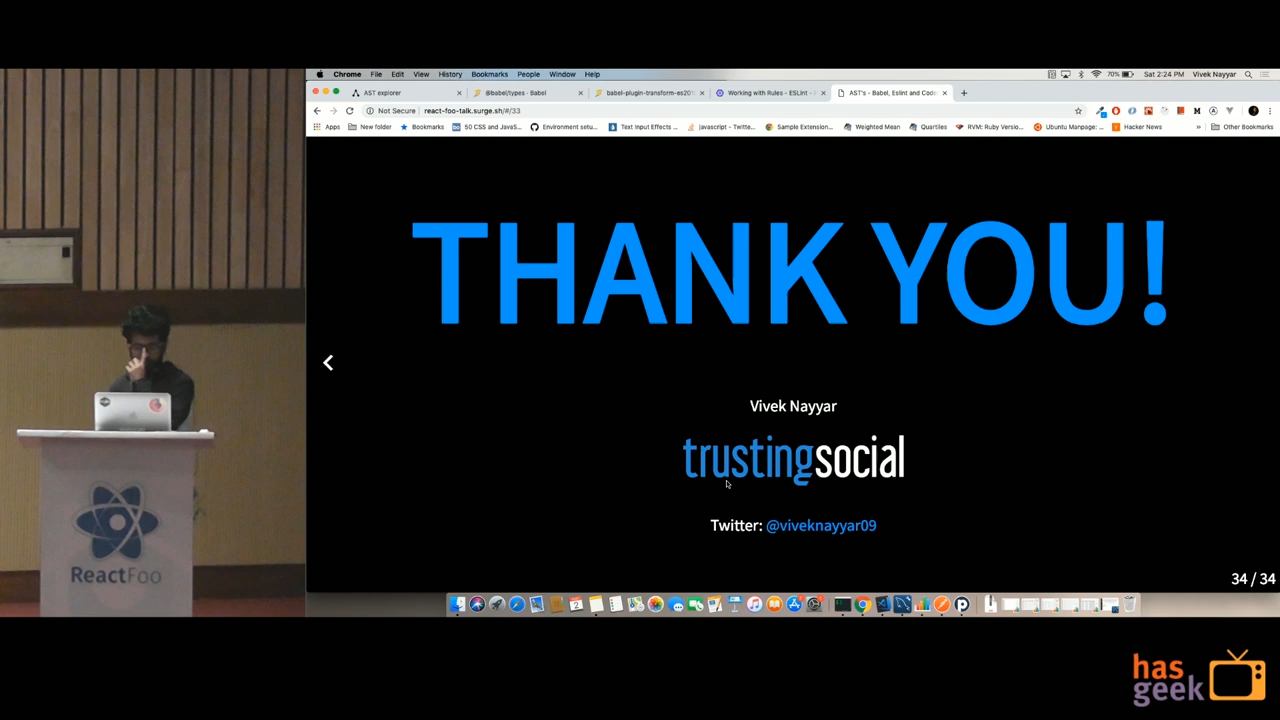 Chrome File Edit View History Bookmarks People Window Help
70% Sat 2:24 PM Vivek Nayyar
AST explorer
@babel/types · Babel
babel-plugin-transform-es201
Working with Rules - ESLint -
AST's - Babel, Eslint and Code
Not Secure | react-foo-talk.surge.sh/#/33
Apps New folder Bookmarks 50 CSS and JavaS... Environment setu... Text Input Effects ... javascript - Twitte... Sample Extension... Weighted Mean Quartiles RVM: Ruby Versio... Ubuntu Manpage: ... Hacker News » Other Bookmarks
THANK YOU!
Vivek Nayyar
trustingsocial
Twitter: @viveknayyar09
34 / 34
ReactFoo
has
geek